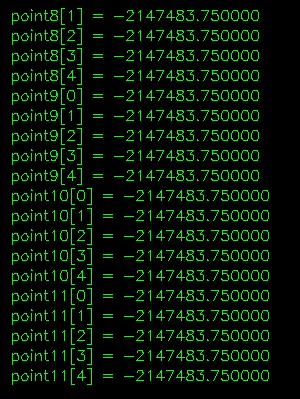 point8[1] = -2147483.750000
point8[2] = -2147483.750000
point8[3] = -2147483.750000
point8[4] = -2147483.750000
point9[0] = -2147483.750000
point9[1] = -2147483.750000
point9[2] = -2147483.750000
point9[3] = -2147483.750000
point9[4] = -2147483.750000
point10[0] = -2147483.750000
point10[1] = -2147483.750000
point10[2] = -2147483.750000
point10[3] = -2147483.750000
point10[4] = -2147483.750000
point11[0] = -2147483.750000
point11[1] = -2147483.750000
point11[2] = -2147483.750000
point11[3] = -2147483.750000
point11[4] = -2147483.750000